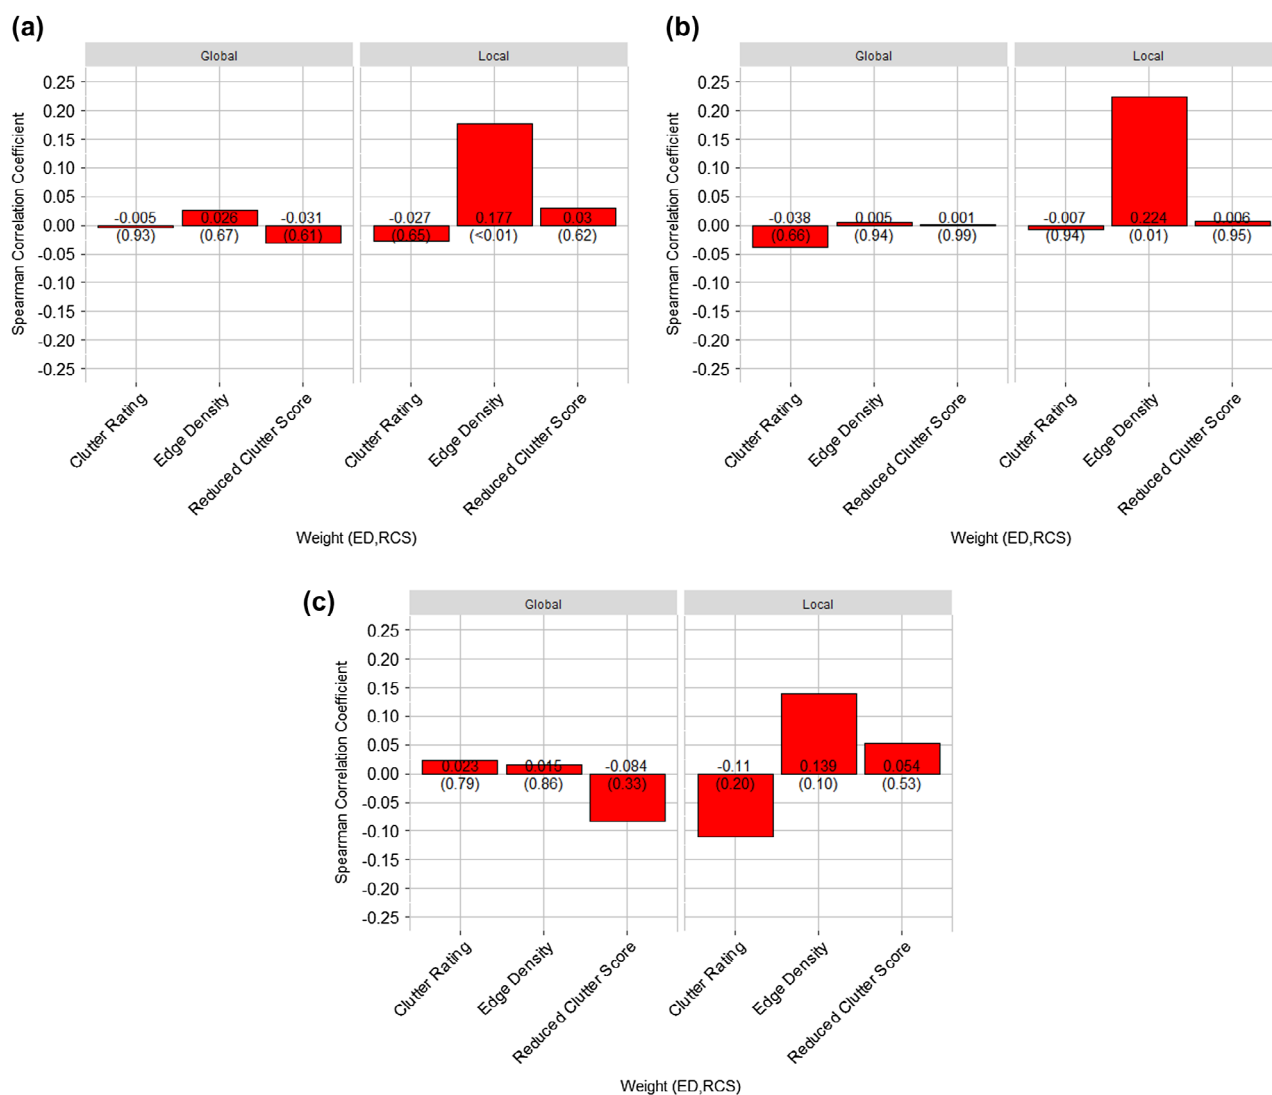 (a)
Global Local
Spearman Correlation Coefficient
0.25
0.20
0.15
0.10
0.05
0.00
-0.05
-0.10
-0.15
-0.20
-0.25
-0.005 0.026 -0.031 -0.027 0.177 0.03
(0.93) (0.67) (0.61) (0.65) (<0.01) (0.62)
Clutter Rating
Edge Density
Reduced Clutter Score
Clutter Rating
Edge Density
Reduced Clutter Score
Weight (ED,RCS)
(b)
Global Local
Spearman Correlation Coefficient
0.25
0.20
0.15
0.10
0.05
0.00
-0.05
-0.10
-0.15
-0.20
-0.25
-0.038 0.005 0.001 -0.007 0.224 0.006
(0.66) (0.94) (0.99) (0.94) (0.01) (0.95)
Clutter Rating
Edge Density
Reduced Clutter Score
Clutter Rating
Edge Density
Reduced Clutter Score
Weight (ED,RCS)
(c)
Global Local
Spearman Correlation Coefficient
0.25
0.20
0.15
0.10
0.05
0.00
-0.05
-0.10
-0.15
-0.20
-0.25
0.023 0.015 -0.084 -0.11 0.139 0.054
(0.79) (0.86) (0.33) (0.20) (0.10) (0.53)
Clutter Rating
Edge Density
Reduced Clutter Score
Clutter Rating
Edge Density
Reduced Clutter Score
Weight (ED,RCS)